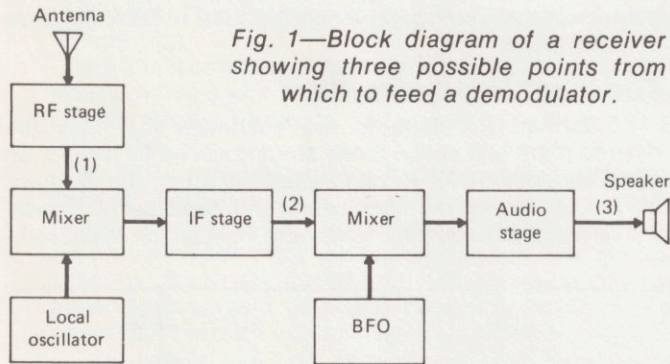 Antenna
Fig. 1—Block diagram of a receiver
showing three possible points from
which to feed a demodulator.
RF stage
(1)
Speaker
Mixer
IF stage
(2)
Mixer
Audio
stage
(3)
Local
oscillator
BFO